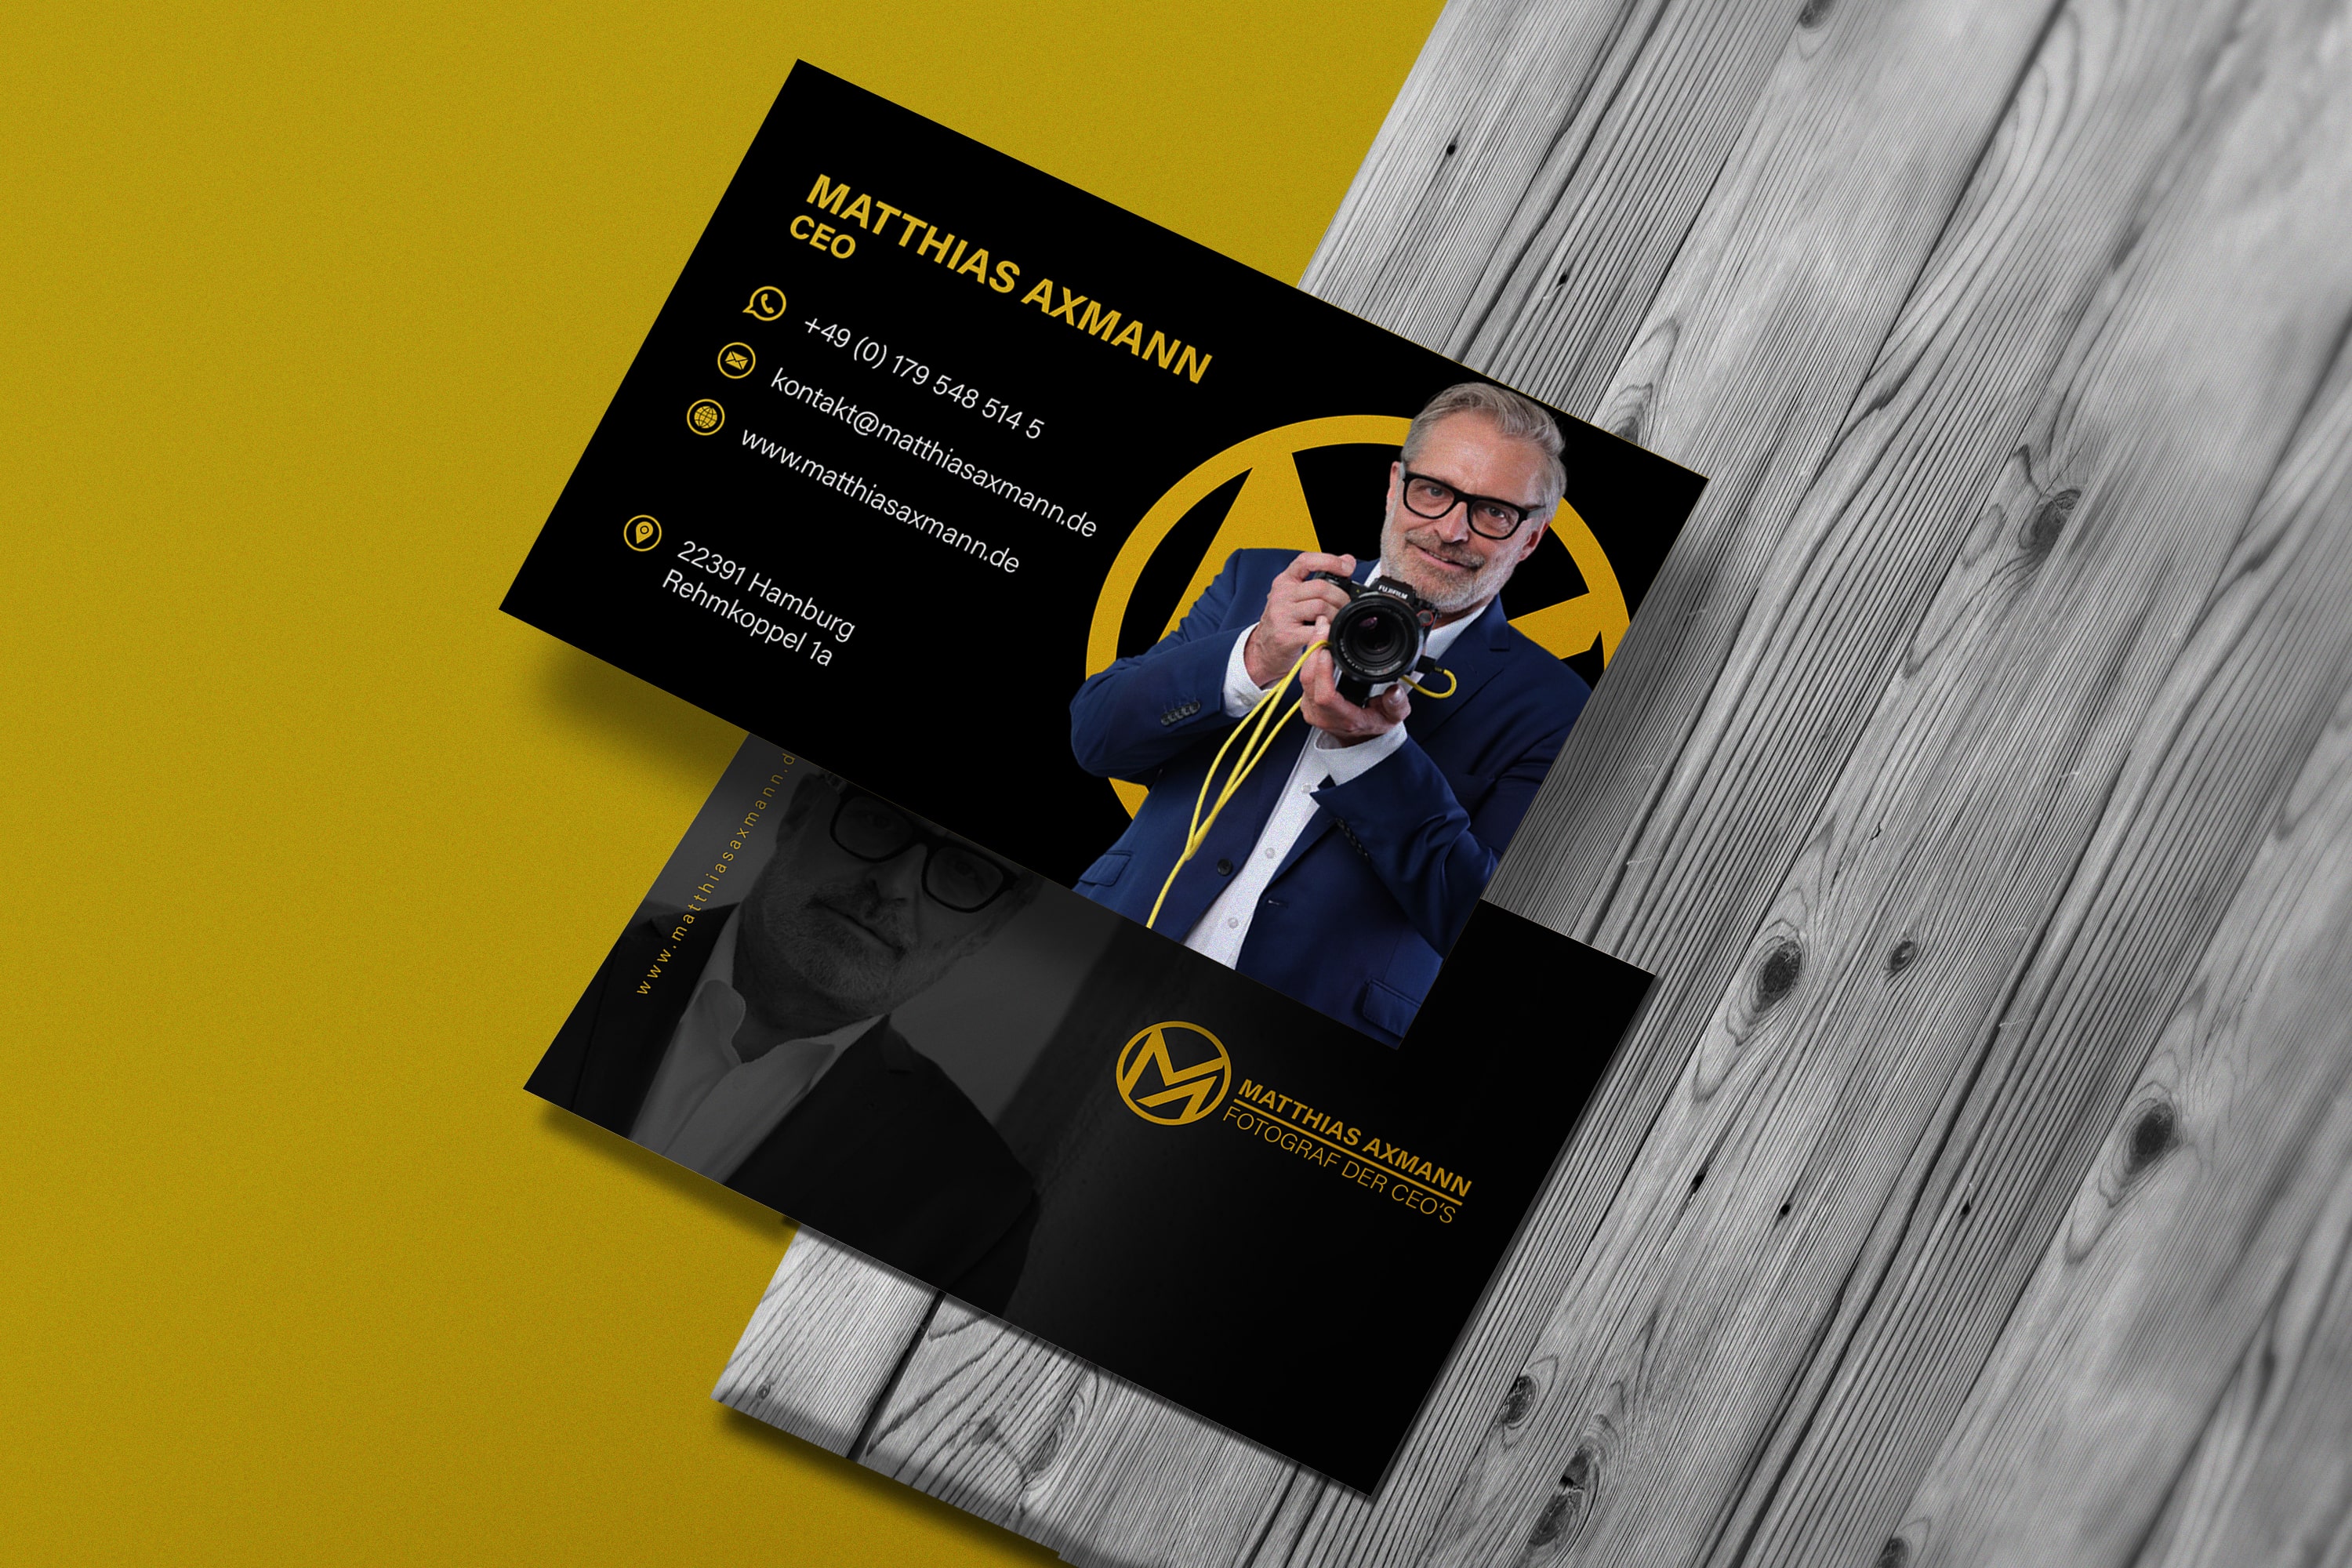 MATTHIAS AXMANN
CEO
+49 (0) 179 548 514 5
kontakt@matthiasaxmann.de
www.matthiasaxmann.de
22391 Hamburg
Rehmkoppel 1a
FUJIFILM
www.matthiasaxmann.d
MATTHIAS AXMANN
FOTOGRAF DER CEO'S